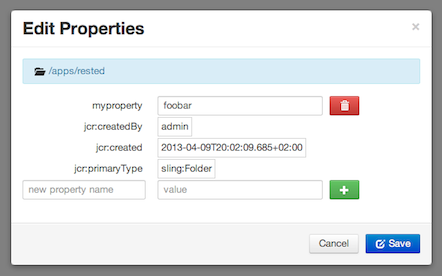 Edit Properties ×
/apps/rested
myproperty foobar
jcr:createdBy admin
jcr:created 2013-04-09T20:02:09.685+02:00
jcr:primaryType sling:Folder
new property name value
Cancel Save